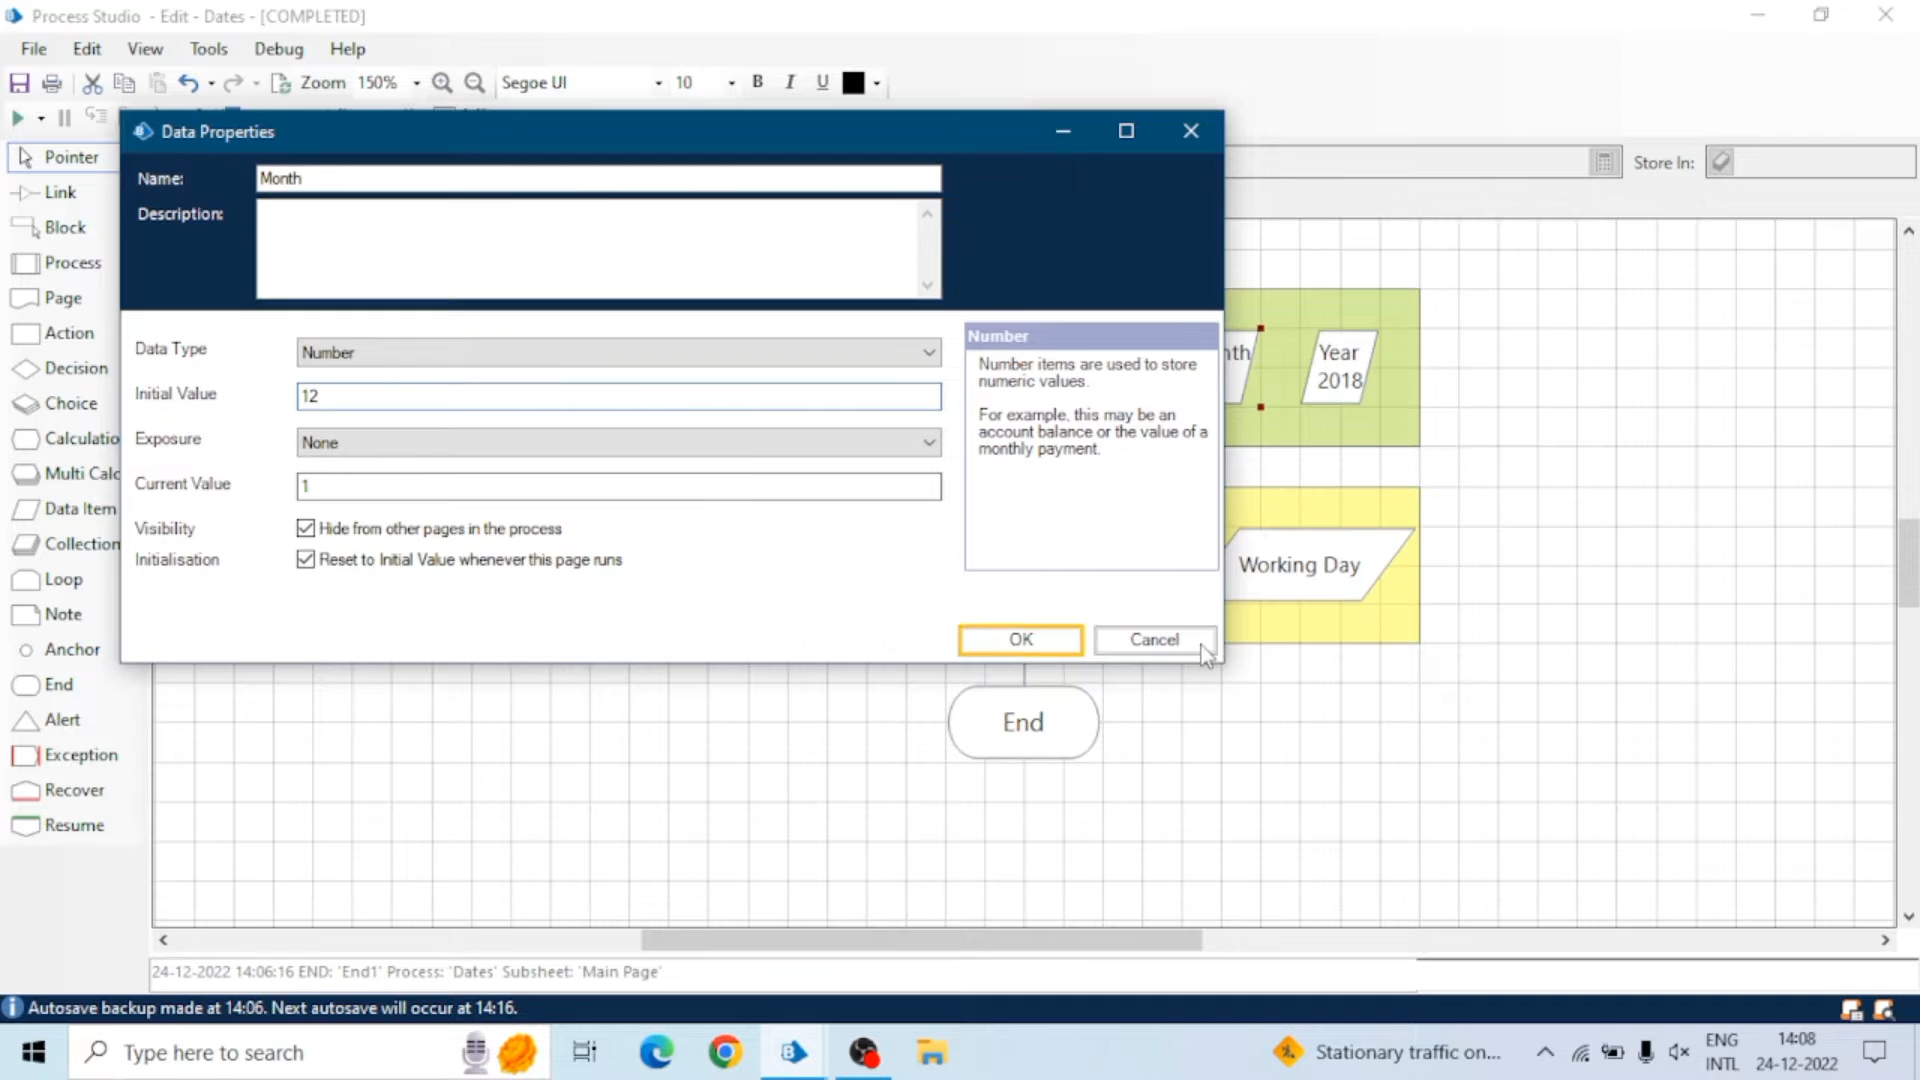 Process Studio - Edit - Dates - [COMPLETED]
File Edit View Tools Debug Help
Zoom 150% Segoe UI 10 B I U
Data Properties
Pointer
Link
Block
Process
Page
Action
Decision
Choice
Calculatio
Multi Calc
Data Item
Collection
Loop
Note
Anchor
End
Alert
Exception
Recover
Resume
Name: Month
Description:
Data Type Number
Initial Value 12
Exposure None
Current Value 1
Visibility Hide from other pages in the process
Initialisation Reset to Initial Value whenever this page runs
Number
Number items are used to store
numeric values.
For example, this may be an
account balance or the value of a
monthly payment.
OK Cancel
Store In:
nth
Year
2018
Working Day
End
24-12-2022 14:06:16 END: 'End1' Process: 'Dates' Subsheet: 'Main Page'
Autosave backup made at 14:06. Next autosave will occur at 14:16.
Type here to search
Stationary traffic on...
ENG
INTL
14:08
24-12-2022